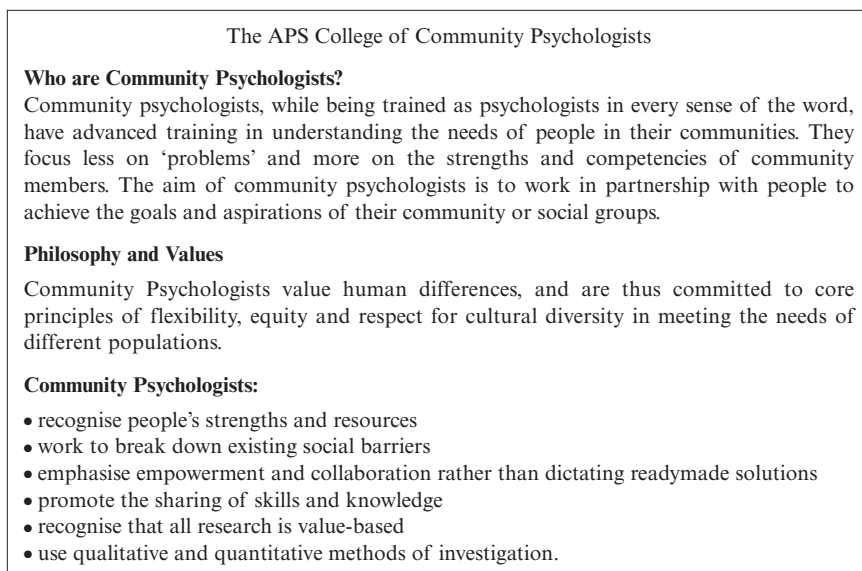 The APS College of Community Psychologists
Who are Community Psychologists?
Community psychologists, while being trained as psychologists in every sense of the word,
have advanced training in understanding the needs of people in their communities. They
focus less on ‘problems’ and more on the strengths and competencies of community
members. The aim of community psychologists is to work in partnership with people to
achieve the goals and aspirations of their community or social groups.
Philosophy and Values
Community Psychologists value human differences, and are thus committed to core
principles of flexibility, equity and respect for cultural diversity in meeting the needs of
different populations.
Community Psychologists:
• recognise people’s strengths and resources
• work to break down existing social barriers
• emphasise empowerment and collaboration rather than dictating readymade solutions
• promote the sharing of skills and knowledge
• recognise that all research is value-based
• use qualitative and quantitative methods of investigation.